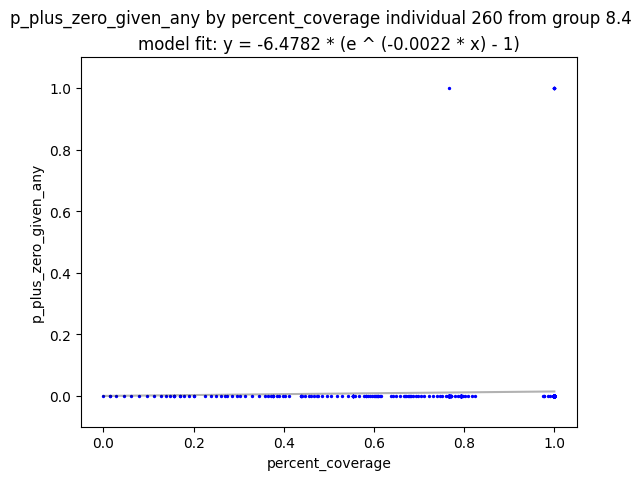 p_plus_zero_given_any by percent_coverage individual 260 from group 8.4
model fit: y = -6.4782 * (e ^ (-0.0022 * x) - 1)
1.0
0.8
0.6
0.4
0.2
0.0
p_plus_zero_given_any
0.0 0.2 0.4 0.6 0.8 1.0
percent_coverage